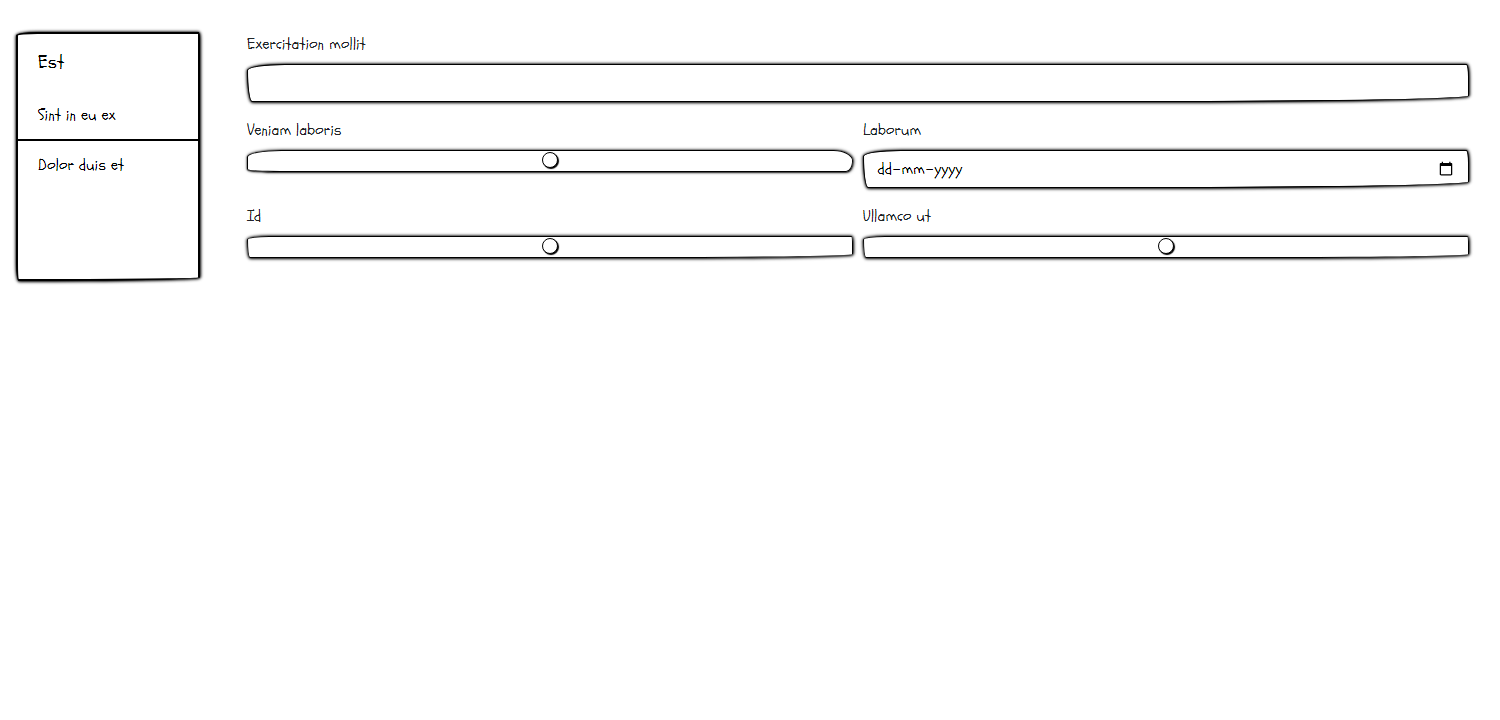 Est
Sint in eu ex
Dolor duis et
Exercitation mollit
Veniam laboris
Laborum
dd-mm-yyyy
Id
Ullamco ut